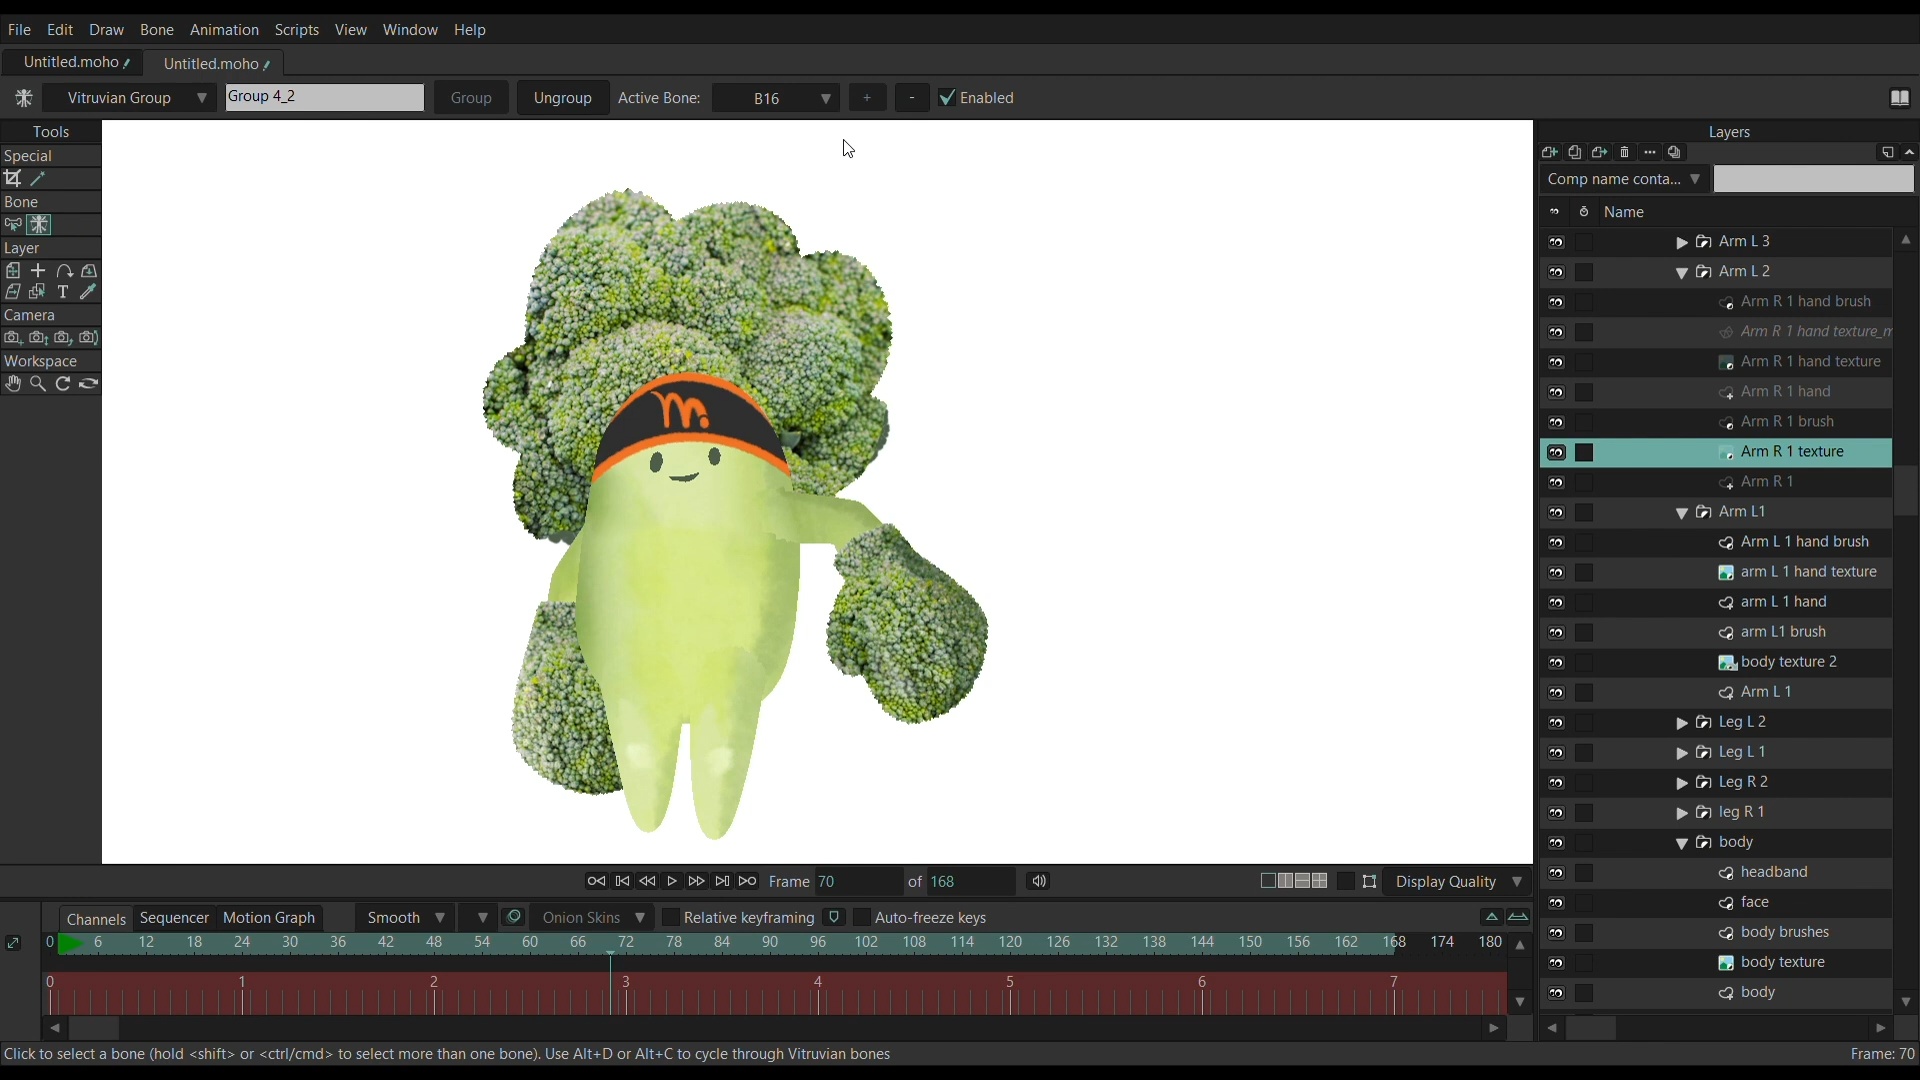 File Edit Draw Bone Animation Scripts View Window Help
Untitled.moho Untitled.moho
Vitruvian Group Group 4_2 Group Ungroup Active Bone: B16 + - Enabled
Tools
Special
Bone
Layer
Camera
Workspace
m.
Layers
Comp name conta...
Name
Arm L 3
Arm L 2
Arm R 1 hand brush
Arm R 1 hand texture_m
Arm R 1 hand texture
Arm R 1 hand
Arm R 1 brush
Arm R 1 texture
Arm R 1
Arm L1
Arm L 1 hand brush
arm L 1 hand texture
arm L 1 hand
arm L1 brush
body texture 2
Arm L 1
Leg L 2
Leg L 1
Leg R 2
leg R 1
body
headband
face
body brushes
body texture
body
Frame 70 of 168 Display Quality
Channels Sequencer Motion Graph Smooth Onion Skins Relative keyframing Auto-freeze keys
0 6 12 18 24 30 36 42 48 54 60 66 72 78 84 90 96 102 108 114 120 126 132 138 144 150 156 162 168 174 180
0 1 2 3 4 5 6 7
Click to select a bone (hold <shift> or <ctrl/cmd> to select more than one bone). Use Alt+D or Alt+C to cycle through Vitruvian bones Frame: 70